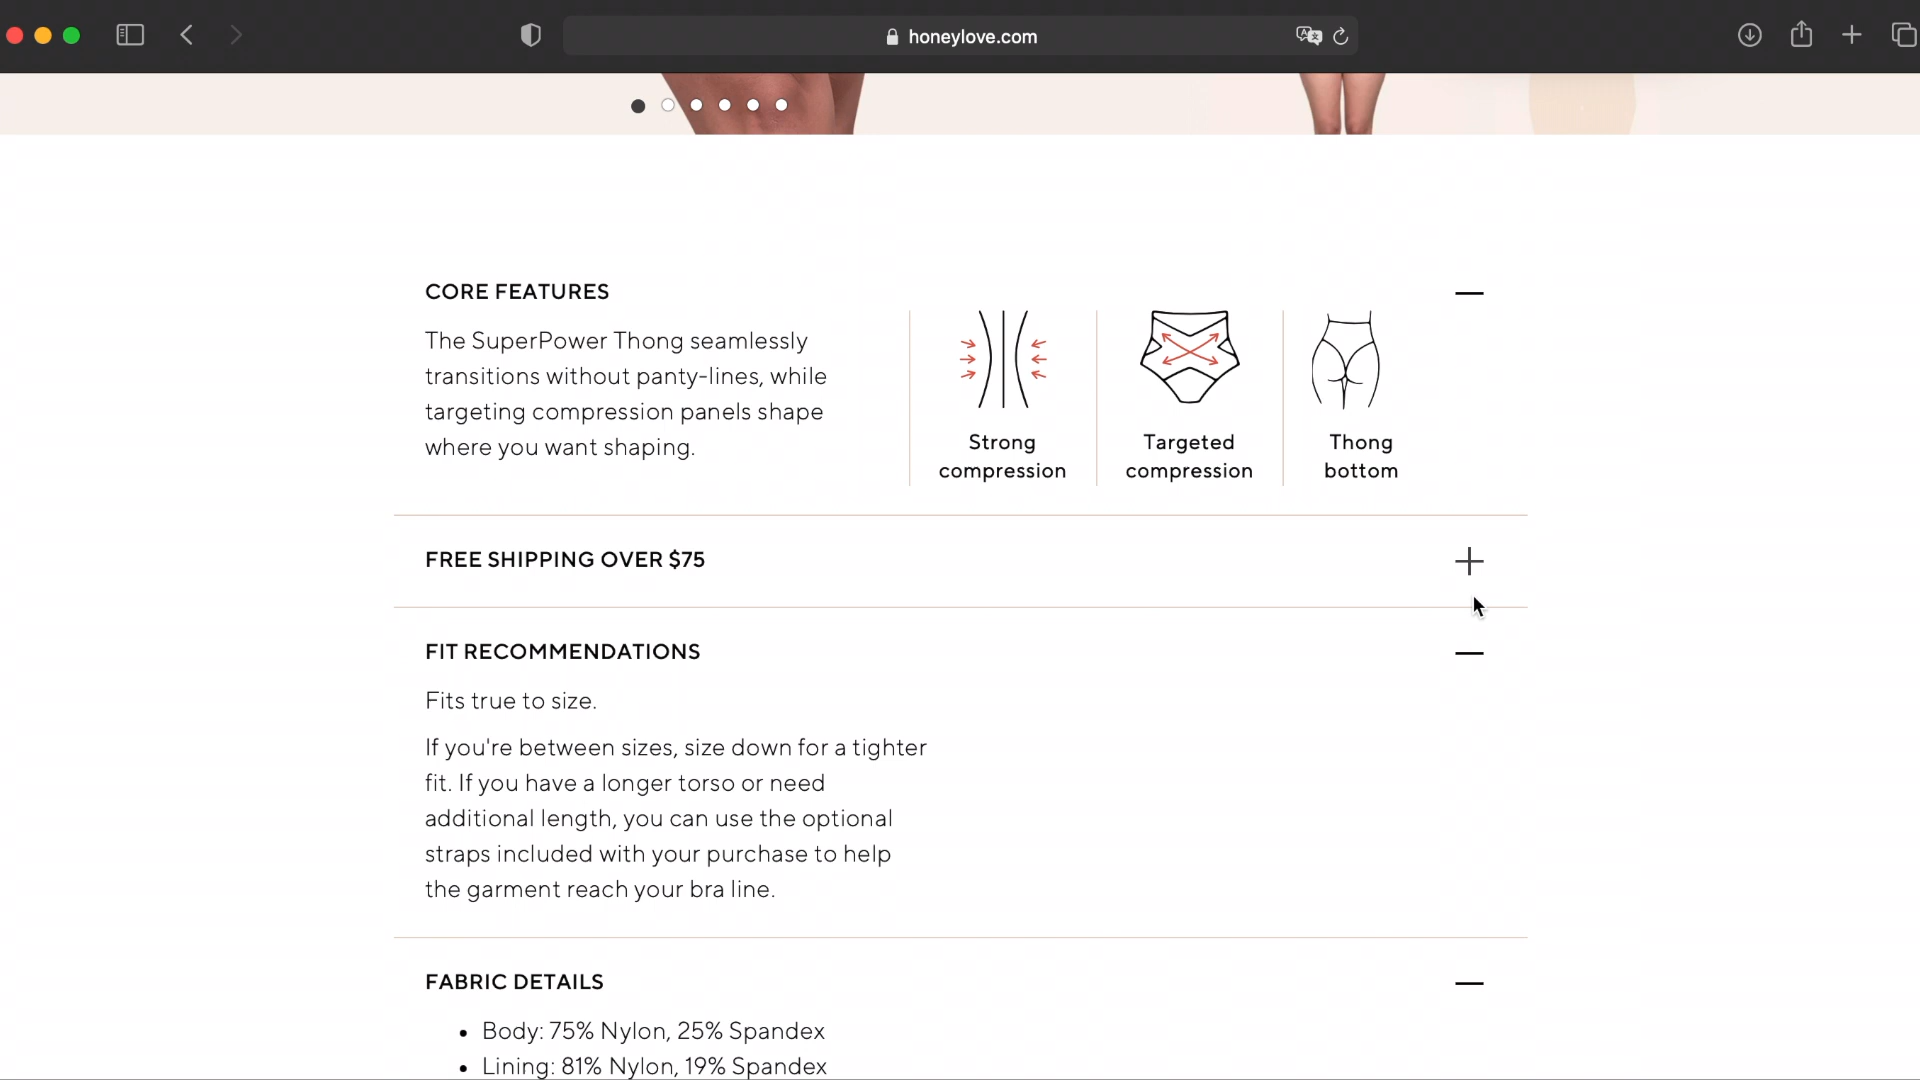 honeylove.com
CORE FEATURES
The SuperPower Thong seamlessly
transitions without panty-lines, while
targeting compression panels shape
where you want shaping.
Strong
compression
Targeted
compression
Thong
bottom
FREE SHIPPING OVER $75
FIT RECOMMENDATIONS
Fits true to size.
If you're between sizes, size down for a tighter
fit. If you have a longer torso or need
additional length, you can use the optional
straps included with your purchase to help
the garment reach your bra line.
FABRIC DETAILS
• Body: 75% Nylon, 25% Spandex
• Lining: 81% Nylon, 19% Spandex